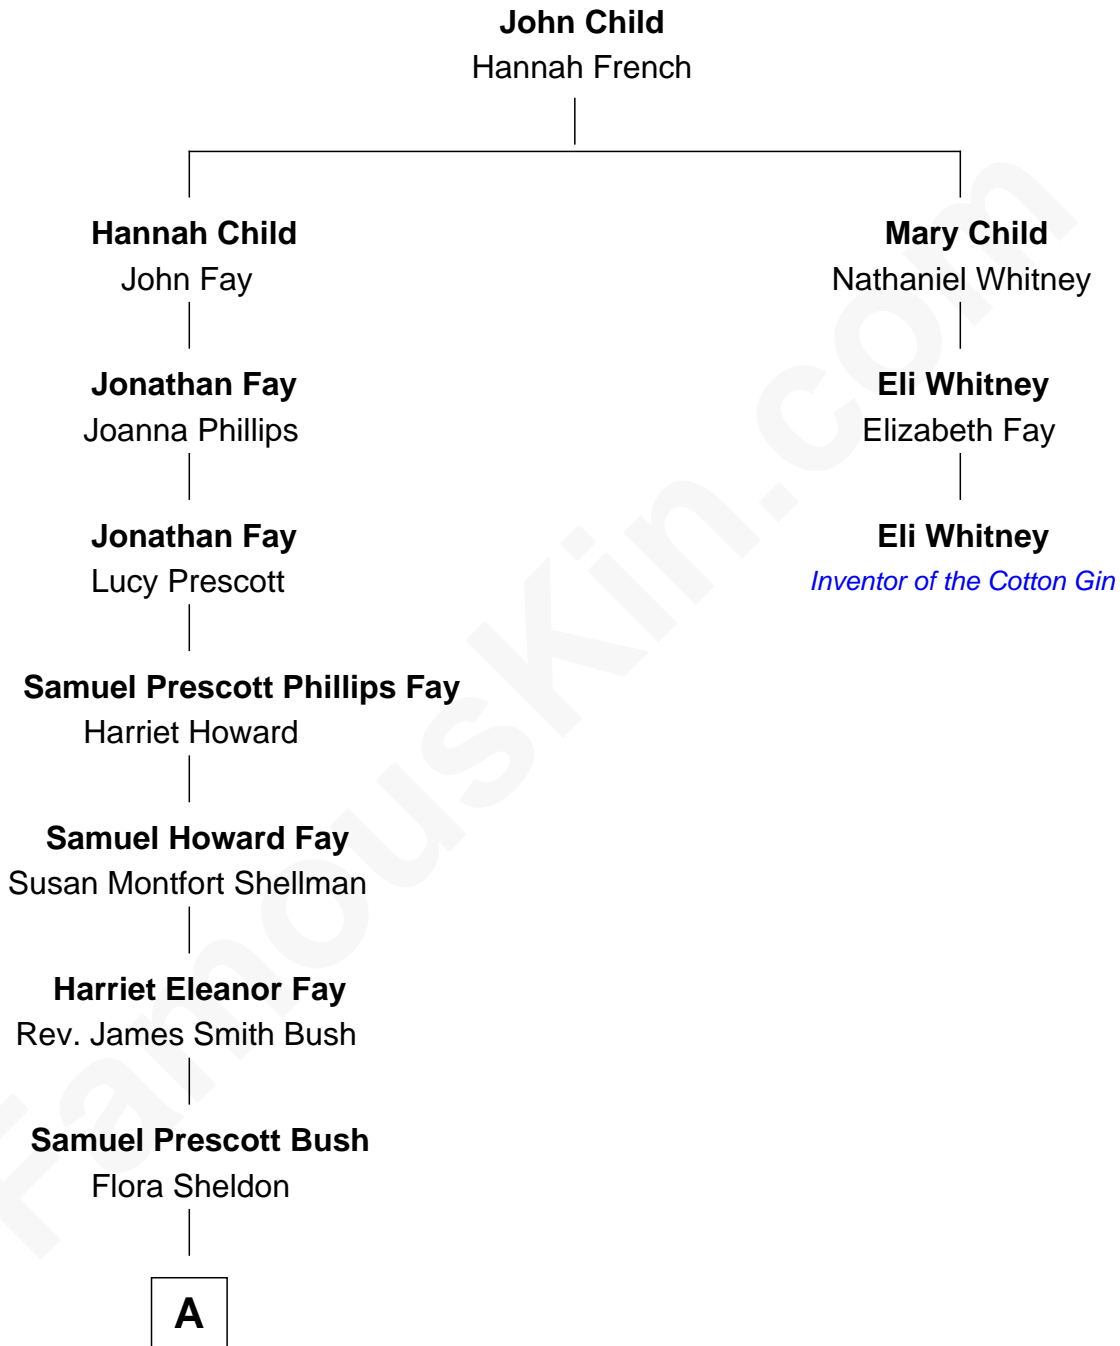 John Child
Hannah French
Hannah Child
John Fay
Mary Child
Nathaniel Whitney
Jonathan Fay
Joanna Phillips
Eli Whitney
Elizabeth Fay
Jonathan Fay
Lucy Prescott
Eli Whitney
Inventor of the Cotton Gin
Samuel Prescott Phillips Fay
Harriet Howard
Samuel Howard Fay
Susan Montfort Shellman
Harriet Eleanor Fay
Rev. James Smith Bush
Samuel Prescott Bush
Flora Sheldon
A
FamousKin.com